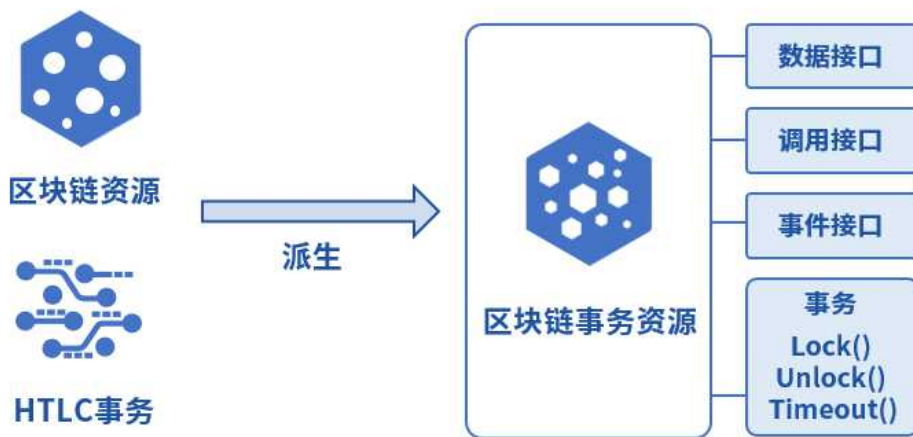 区块链资源
HTLC事务
派生
区块链事务资源
数据接口
调用接口
事件接口
事务
Lock()
Unlock()
Timeout()